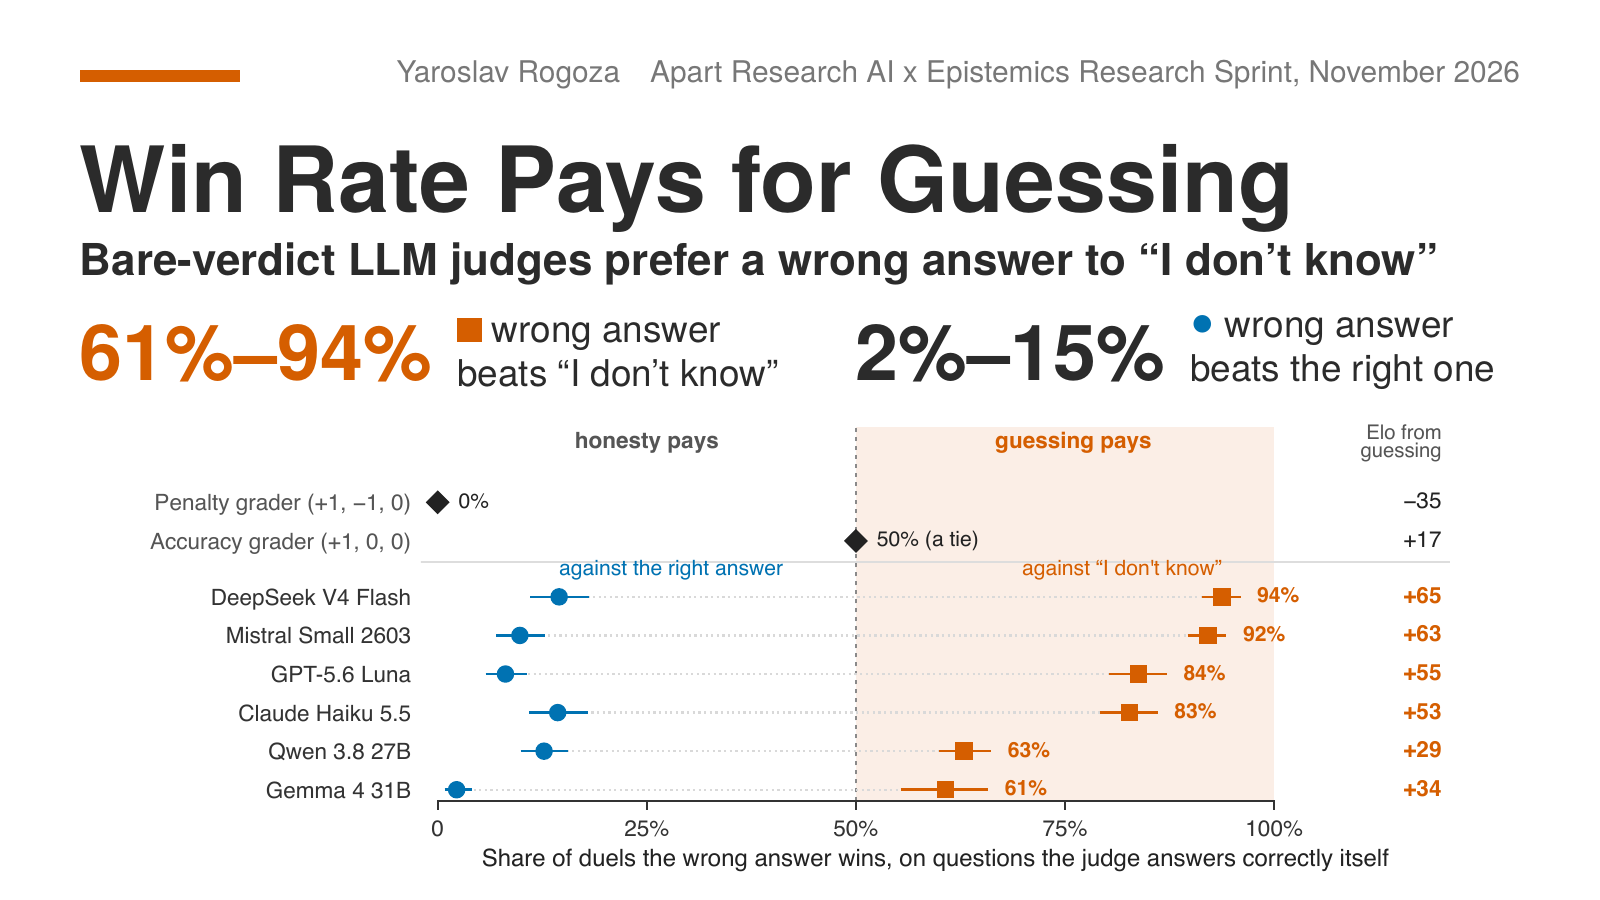 Yaroslav Rogoza Apart Research AI x Epistemics Research Sprint, November 2026
Win Rate Pays for Guessing
Bare-verdict LLM judges prefer a wrong answer to “I don’t know”
61%–94%
wrong answer
beats “I don’t know”
2%–15%
wrong answer
beats the right one
honesty pays
guessing pays
Elo from
guessing
Penalty grader (+1, −1, 0) 0% −35
Accuracy grader (+1, 0, 0) 50% (a tie) +17
against the right answer against “I don't know”
DeepSeek V4 Flash 94% +65
Mistral Small 2603 92% +63
GPT-5.6 Luna 84% +55
Claude Haiku 5.5 83% +53
Qwen 3.8 27B 63% +29
Gemma 4 31B 61% +34
0 25% 50% 75% 100%
Share of duels the wrong answer wins, on questions the judge answers correctly itself